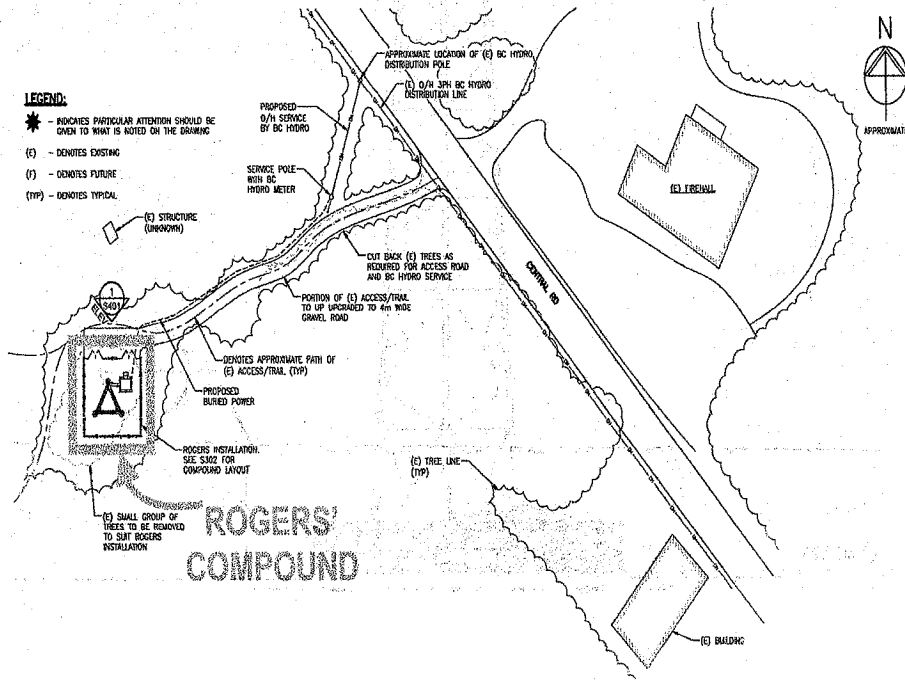 LEGEND:
- INDICATES PARTICULAR ATTENTION SHOULD BE
GIVEN TO WHAT IS NOTED ON THE DRAWING
(E) - DENOTES EXISTING
(F) - DENOTES FUTURE
(TYP) - DENOTES TYPICAL
(E) STRUCTURE
(UNKNOWN)
PROPOSED
O/H SERVICE
BY BC HYDRO
SERVICE POLE
WITH BC
HYDRO METER
APPROXIMATE LOCATION OF (E) BC HYDRO
DISTRIBUTION POLE
(E) O/H 3PH BC HYDRO
DISTRIBUTION LINE
N
APPROXIMATE
(E) FIREHALL
CENTRAL RD
CUT BACK (E) TREES AS
REQUIRED FOR ACCESS ROAD
AND BC HYDRO SERVICE
PORTION OF (E) ACCESS/TRAIL
TO UP UPGRADED TO 4m WIDE
GRAVEL ROAD
DENOTES APPROXIMATE PATH OF
(E) ACCESS/TRAIL (TYP)
PROPOSED
BURIED POWER
1
S401
ROGERS INSTALLATION.
SEE S302 FOR
COMPOUND LAYOUT
(E) SMALL GROUP OF
TREES TO BE REMOVED
TO SUIT ROGERS
INSTALLATION
ROGERS'
COMPOUND
(E) TREE LINE
(TYP)
(E) BUILDING